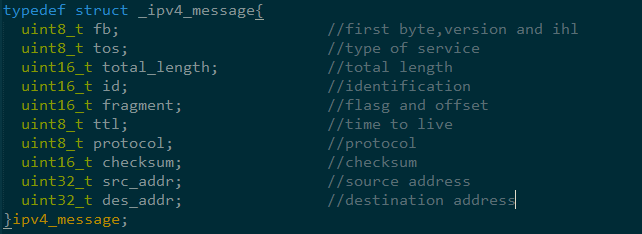 typedef struct _ipv4_message{
uint8_t fb; //first byte,version and ihl
uint8_t tos; //type of service
uint16_t total_length; //total length
uint16_t id; //identification
uint16_t fragment; //flasg and offset
uint8_t ttl; //time to live
uint8_t protocol; //protocol
uint16_t checksum; //checksum
uint32_t src_addr; //source address
uint32_t des_addr; //destination address
}ipv4_message;